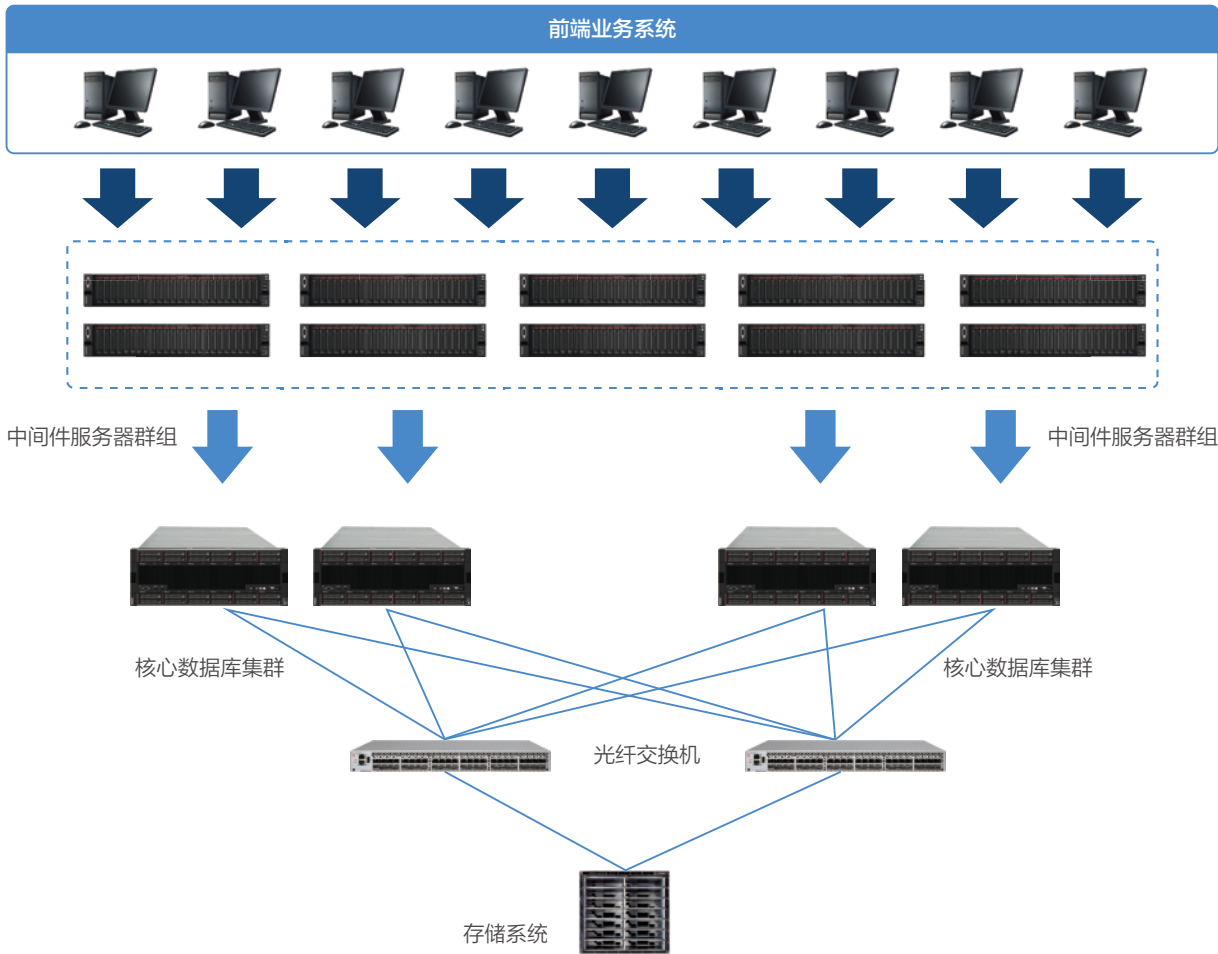 前端业务系统
中间件服务器群组
中间件服务器群组
核心数据库集群
核心数据库集群
光纤交换机
存储系统